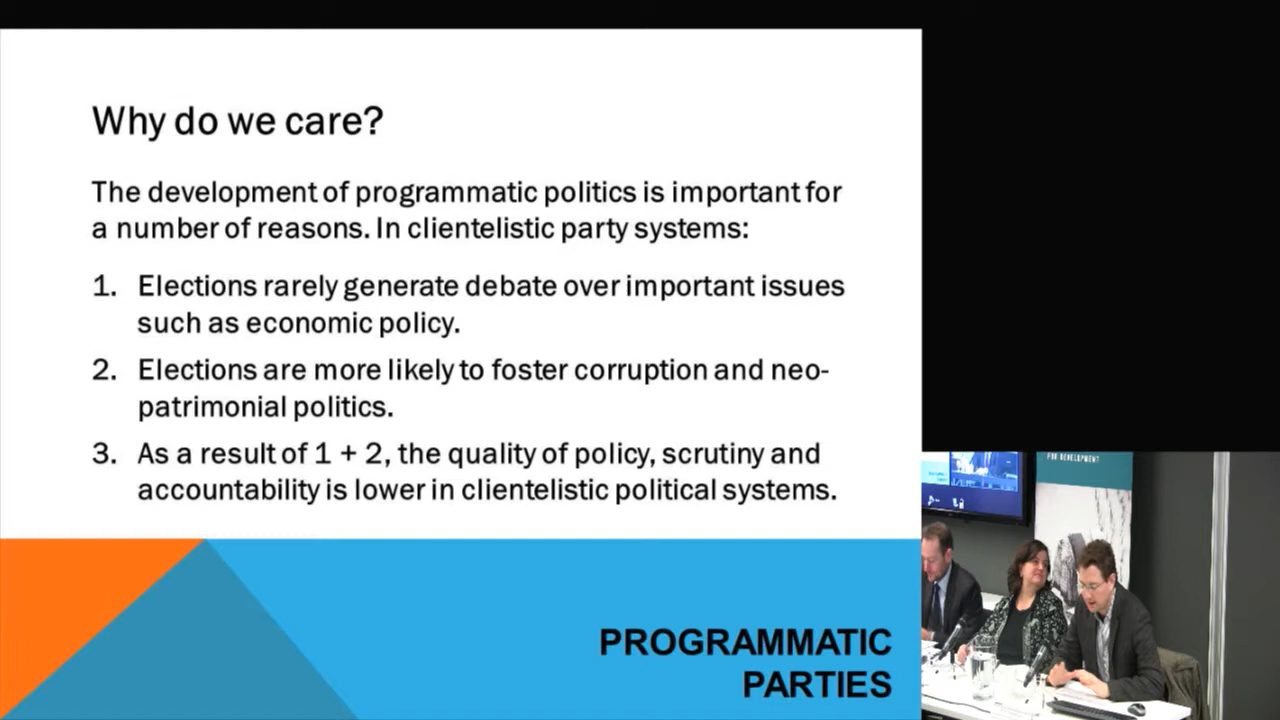 Why do we care?
The development of programmatic politics is important for
a number of reasons. In clientelistic party systems:
1. Elections rarely generate debate over important issues
such as economic policy.
2. Elections are more likely to foster corruption and neo-
patrimonial politics.
3. As a result of 1 + 2, the quality of policy, scrutiny and
accountability is lower in clientelistic political systems.
PROGRAMMATIC
PARTIES
FOR DEVELOPMENT